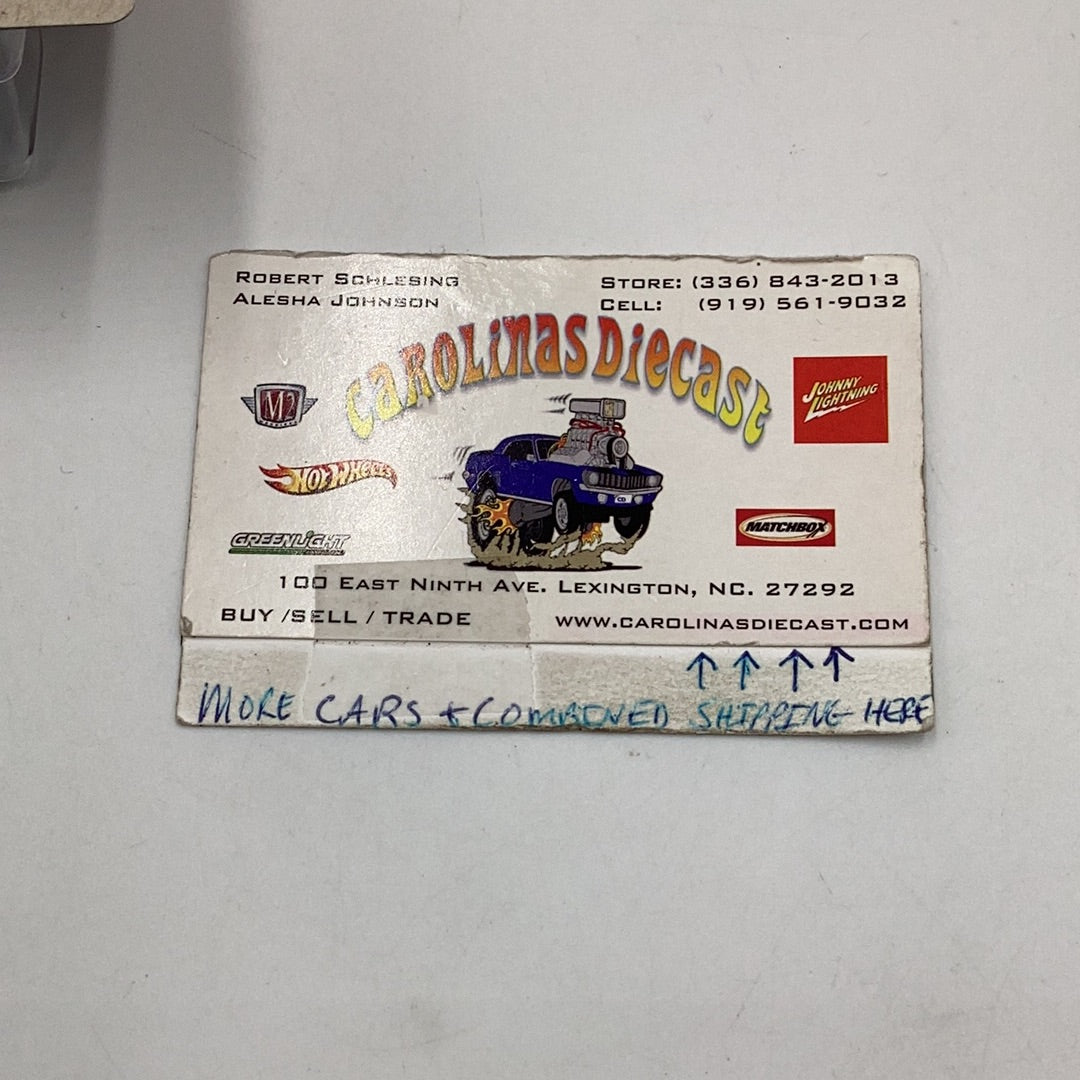 ROBERT SCHLESING
ALESHA JOHNSON
STORE: (336) 843-2013
CELL: (919) 561-9032
CAROLINAS DIECAST
M2
JOHNNY
LIGHTNING
HOT WHEELS
MATCHBOX
GREENLIGHT
CD
100 EAST NINTH AVE. LEXINGTON, NC. 27292
BUY /SELL / TRADE
WWW.CAROLINASDIECAST.COM
MORE CARS + COMBINED SHIPPING HERE